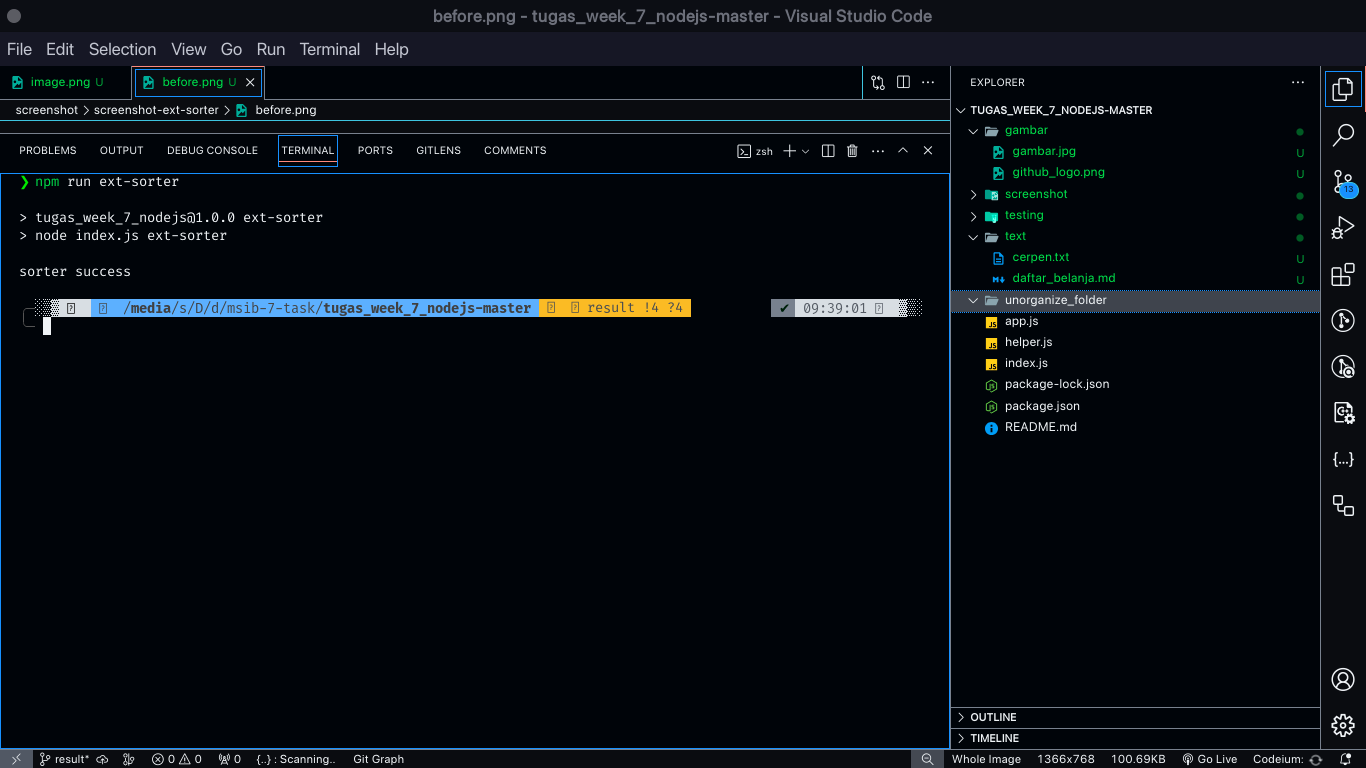 before.png - tugas_week_7_nodejs-master - Visual Studio Code
File Edit Selection View Go Run Terminal Help
image.png U before.png U
screenshot > screenshot-ext-sorter > before.png
PROBLEMS OUTPUT DEBUG CONSOLE TERMINAL PORTS GITLENS COMMENTS zsh
❯ npm run ext-sorter
> tugas_week_7_nodejs@1.0.0 ext-sorter
> node index.js ext-sorter
sorter success
/media/s/D/d/msib-7-task/tugas_week_7_nodejs-master result !4 ?4 ✔ 09:39:01
EXPLORER
TUGAS_WEEK_7_NODEJS-MASTER
gambar
gambar.jpg U
github_logo.png U
screenshot
testing
text
cerpen.txt U
daftar_belanja.md U
unorganize_folder
app.js
helper.js
index.js
package-lock.json
package.json
README.md
OUTLINE
TIMELINE
13
result* 0 0 0 {..} : Scanning.. Git Graph Whole Image 1366x768 100.69KB Go Live Codeium: